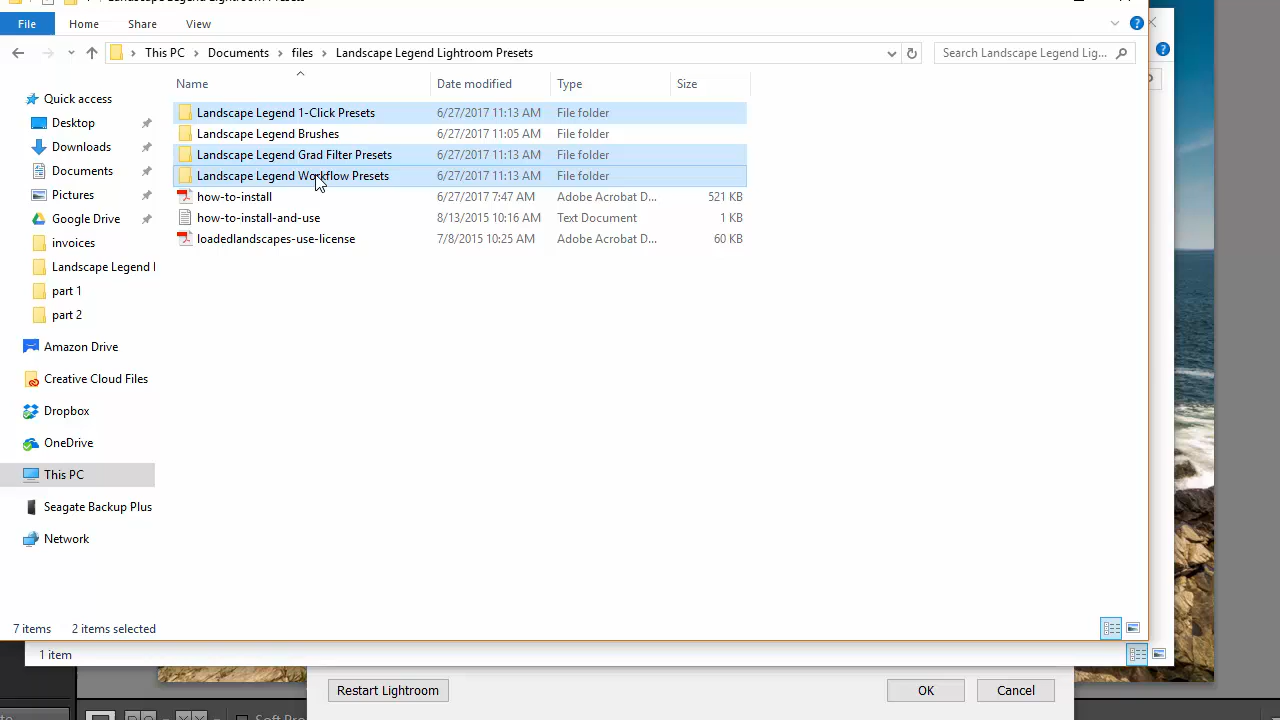 Landscape Legend Lightroom Presets
File Home Share View
This PC Documents files Landscape Legend Lightroom Presets Search Landscape Legend Lig...
Name Date modified Type Size
Quick access
Desktop
Downloads
Documents
Pictures
Google Drive
invoices
Landscape Legend l
part 1
part 2
Amazon Drive
Creative Cloud Files
Dropbox
OneDrive
This PC
Seagate Backup Plus
Network
Landscape Legend 1-Click Presets 6/27/2017 11:13 AM File folder
Landscape Legend Brushes 6/27/2017 11:05 AM File folder
Landscape Legend Grad Filter Presets 6/27/2017 11:13 AM File folder
Landscape Legend Workflow Presets 6/27/2017 11:13 AM File folder
how-to-install 6/27/2017 7:47 AM Adobe Acrobat D... 521 KB
how-to-install-and-use 8/13/2015 10:16 AM Text Document 1 KB
loadedlandscapes-use-license 7/8/2015 10:25 AM Adobe Acrobat D... 60 KB
7 items 2 items selected
1 item
Restart Lightroom OK Cancel